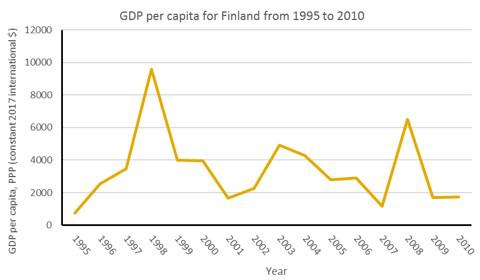 GDP per capita for Finland from 1995 to 2010
GDP per capita, PPP (constant 2017 international $)
12000
10000
8000
6000
4000
2000
0
1995 1996 1997 1998 1999 2000 2001 2002 2003 2004 2005 2006 2007 2008 2009 2010
Year